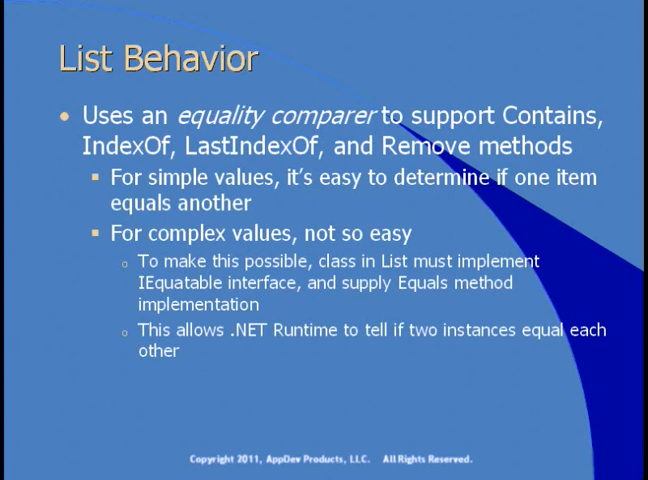 List Behavior
• Uses an equality comparer to support Contains,
IndexOf, LastIndexOf, and Remove methods
▪ For simple values, it's easy to determine if one item
equals another
▪ For complex values, not so easy
o To make this possible, class in List must implement
IEquatable interface, and supply Equals method
implementation
o This allows .NET Runtime to tell if two instances equal each
other
Copyright 2011, AppDev Products, LLC. All Rights Reserved.